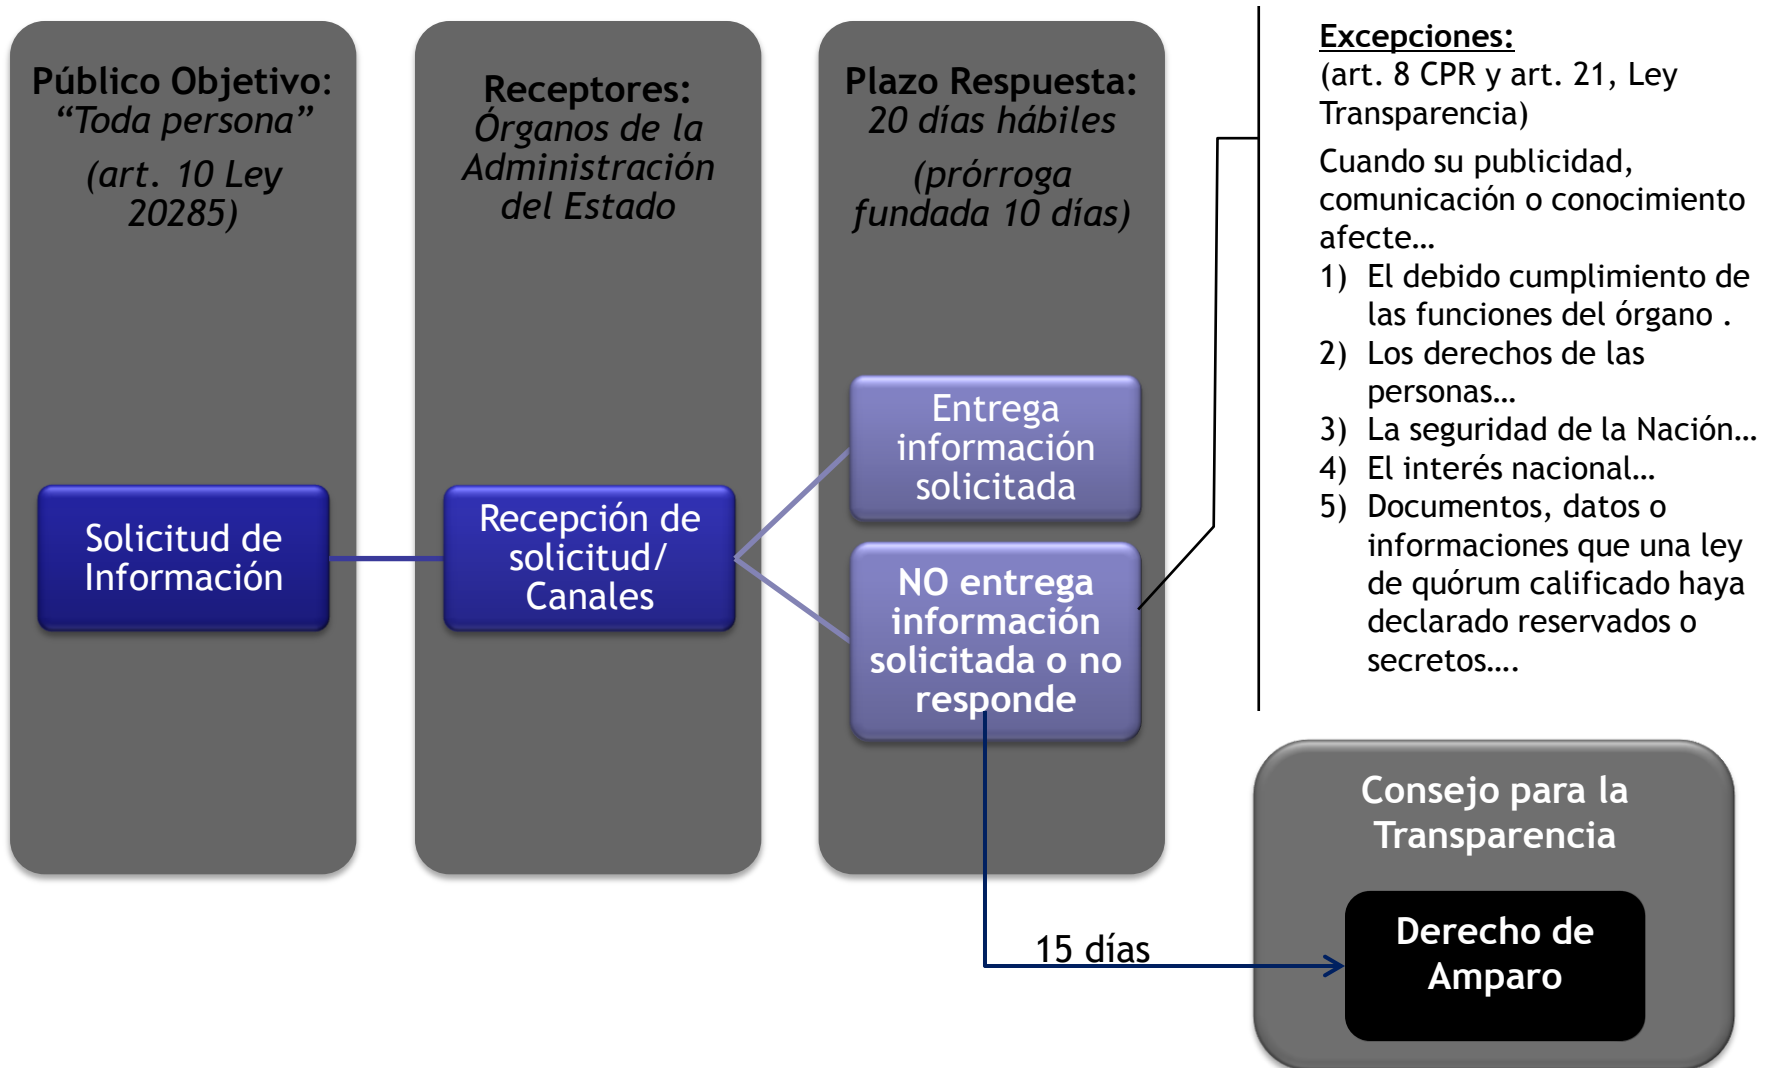 Público Objetivo:
“Toda persona”
(art. 10 Ley
20285)
Solicitud de
Información
Receptores:
Órganos de la
Administración
del Estado
Recepción de
solicitud/
Canales
Plazo Respuesta:
20 días hábiles
(prórroga
fundada 10 días)
Entrega
información
solicitada
NO entrega
información
solicitada o no
responde
Excepciones:
(art. 8 CPR y art. 21, Ley
Transparencia)
Cuando su publicidad,
comunicación o conocimiento
afecte…
1) El debido cumplimiento de
las funciones del órgano .
2) Los derechos de las
personas…
3) La seguridad de la Nación…
4) El interés nacional…
5) Documentos, datos o
informaciones que una ley
de quórum calificado haya
declarado reservados o
secretos….
15 días
Consejo para la
Transparencia
Derecho de
Amparo